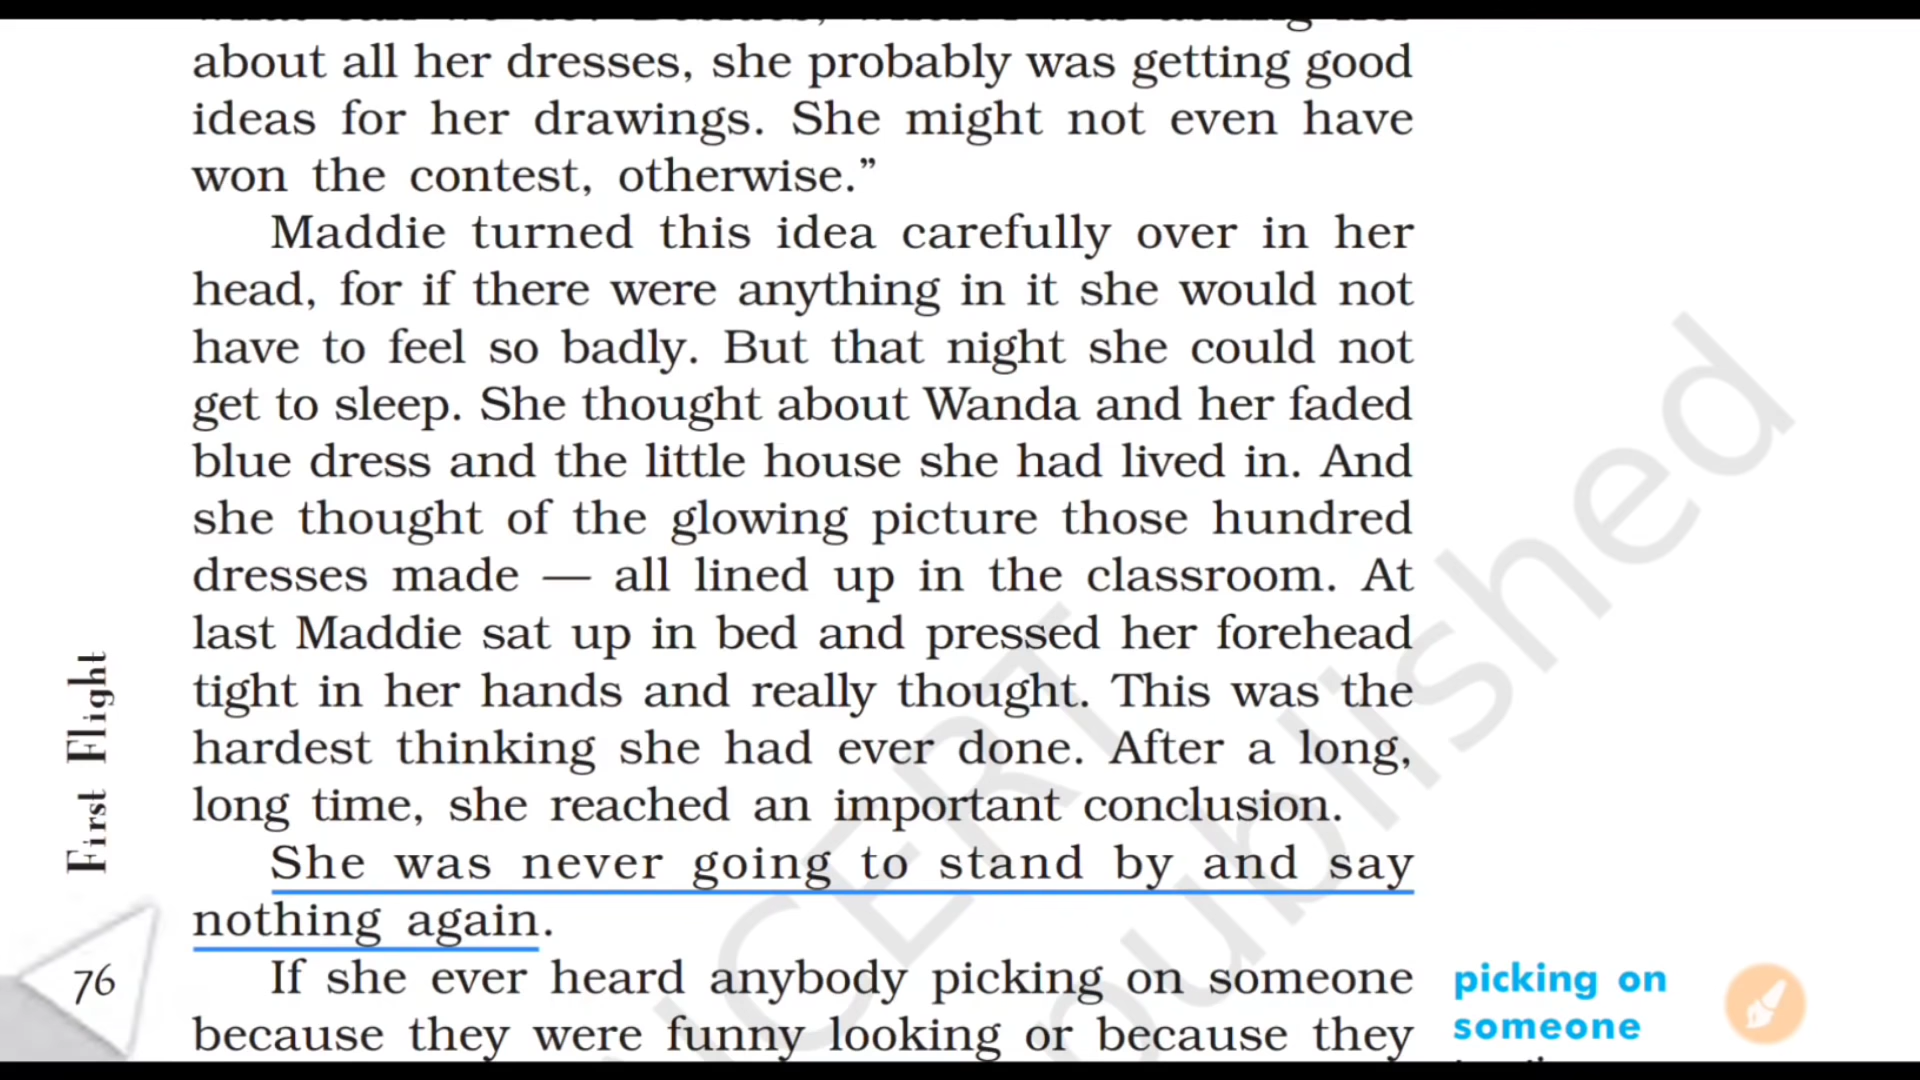 about all her dresses, she probably was getting good
ideas for her drawings. She might not even have
won the contest, otherwise.”
Maddie turned this idea carefully over in her
head, for if there were anything in it she would not
have to feel so badly. But that night she could not
get to sleep. She thought about Wanda and her faded
blue dress and the little house she had lived in. And
she thought of the glowing picture those hundred
dresses made — all lined up in the classroom. At
last Maddie sat up in bed and pressed her forehead
tight in her hands and really thought. This was the
hardest thinking she had ever done. After a long,
long time, she reached an important conclusion.
She was never going to stand by and say
nothing again.
If she ever heard anybody picking on someone
because they were funny looking or because they
picking on
someone
First Flight
76
NCERT
published